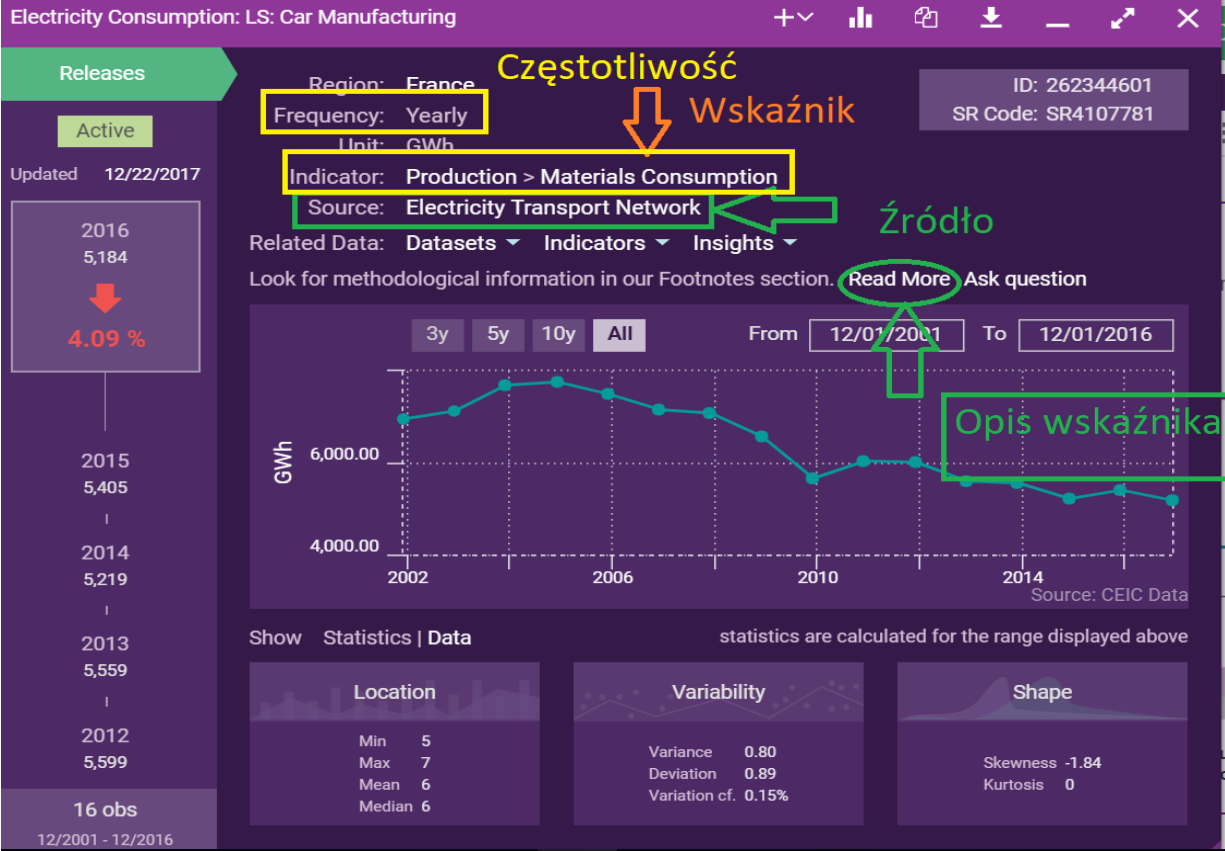 Electricity Consumption: LS: Car Manufacturing
Releases
Active
Updated 12/22/2017
2016
5,184
4.09 %
2015
5,405
2014
5,219
2013
5,559
2012
5,599
16 obs
12/2001 - 12/2016
Częstotliwość
Region: France
Frequency: Yearly
Wskaźnik
Unit: GWh
Indicator: Production > Materials Consumption
Source: Electricity Transport Network
Źródło
ID: 262344601
SR Code: SR4107781
Related Data: Datasets Indicators Insights
Look for methodological information in our Footnotes section. Read More Ask question
3y 5y 10y All From 12/01/2001 To 12/01/2016
Opis wskaźnika
GWh
6,000.00
4,000.00
2002 2006 2010 2014
Source: CEIC Data
Show Statistics | Data statistics are calculated for the range displayed above
Location
Min 5
Max 7
Mean 6
Median 6
Variability
Variance 0.80
Deviation 0.89
Variation cf. 0.15%
Shape
Skewness -1.84
Kurtosis 0